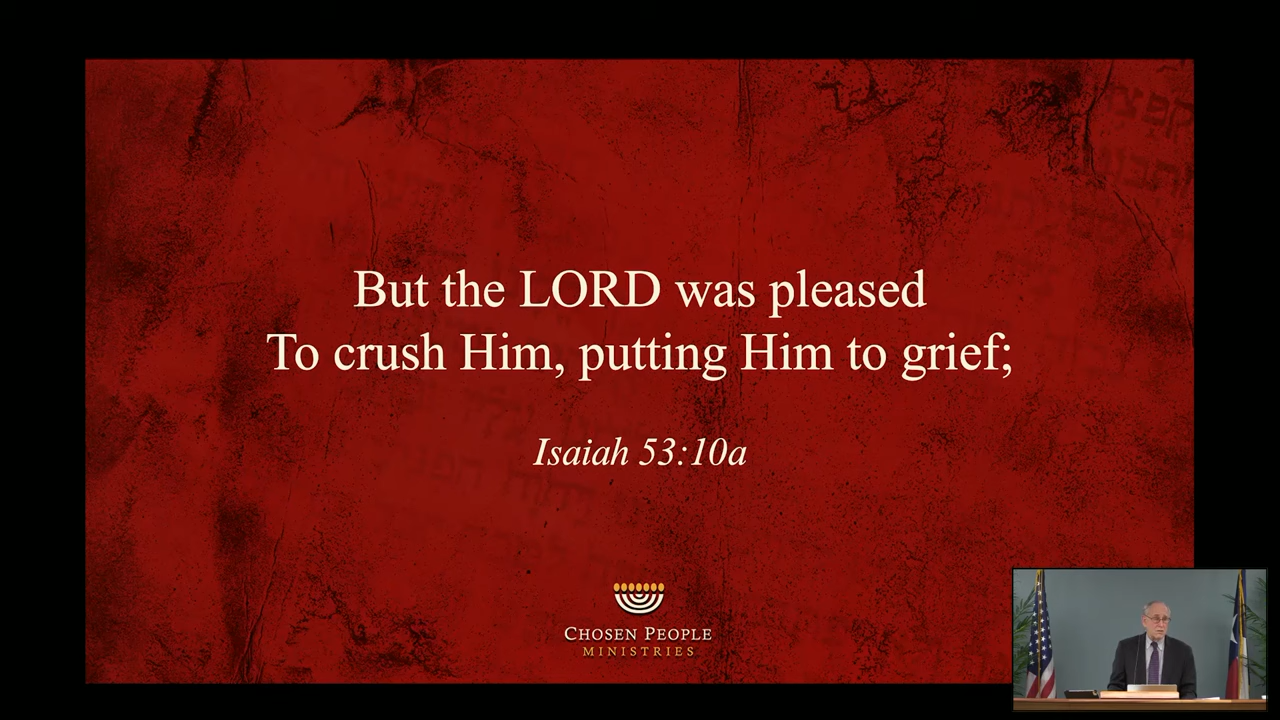 But the LORD was pleased
To crush Him, putting Him to grief;
Isaiah 53:10a
CHOSEN PEOPLE
MINISTRIES